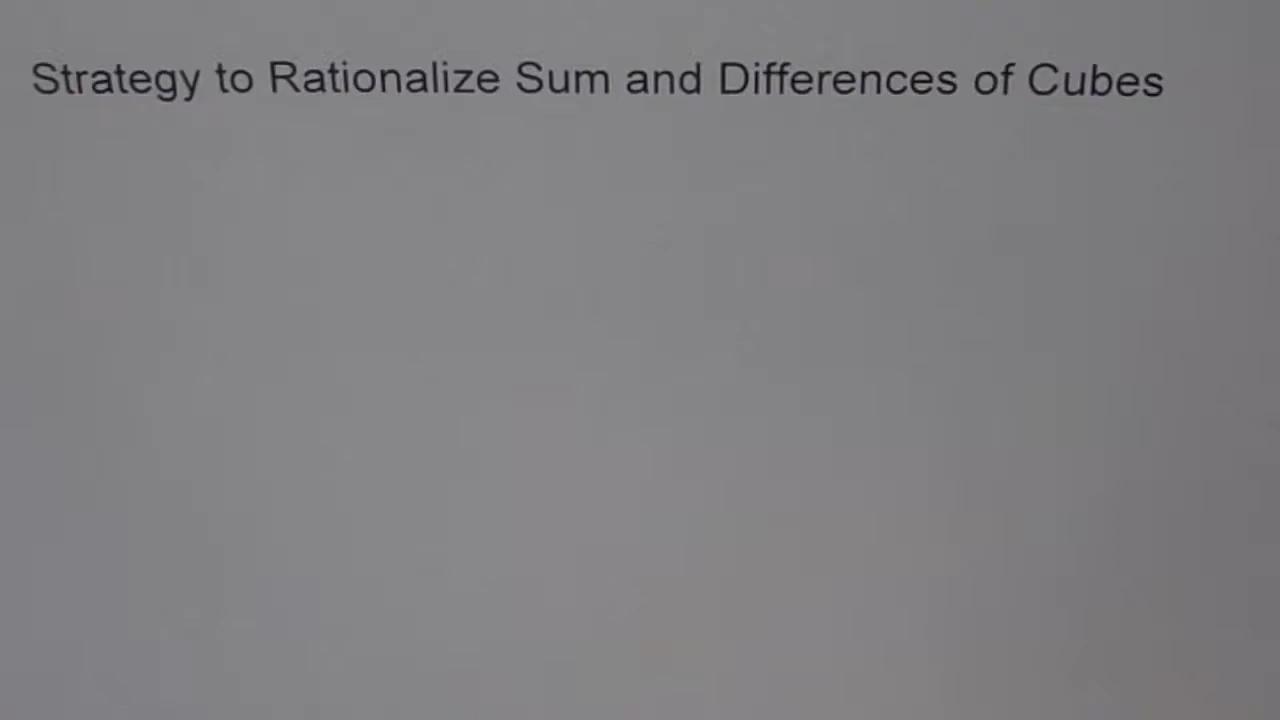 Strategy to Rationalize Sum and Differences of Cubes